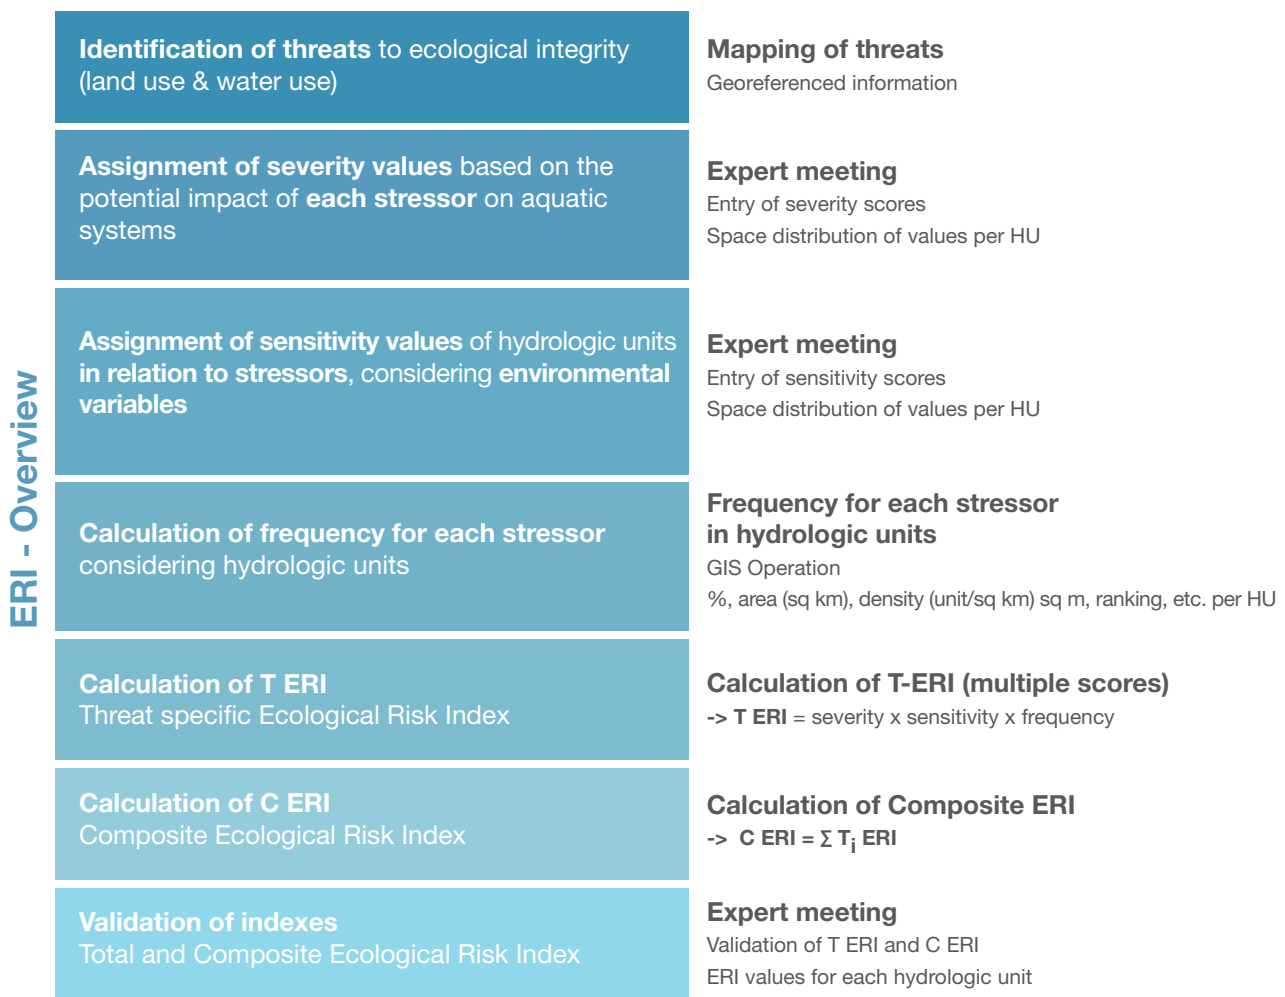 ERI - Overview
Identification of threats to ecological integrity
(land use & water use)
Mapping of threats
Georeferenced information
Assignment of severity values based on the
potential impact of each stressor on aquatic
systems
Expert meeting
Entry of severity scores
Space distribution of values per HU
Assignment of sensitivity values of hydrologic units
in relation to stressors, considering environmental
variables
Expert meeting
Entry of sensitivity scores
Space distribution of values per HU
Calculation of frequency for each stressor
considering hydrologic units
Frequency for each stressor
in hydrologic units
GIS Operation
%, area (sq km), density (unit/sq km) sq m, ranking, etc. per HU
Calculation of T ERI
Threat specific Ecological Risk Index
Calculation of T-ERI (multiple scores)
-> T ERI = severity x sensitivity x frequency
Calculation of C ERI
Composite Ecological Risk Index
Calculation of Composite ERI
-> C ERI = ∑ Ti ERI
Validation of indexes
Total and Composite Ecological Risk Index
Expert meeting
Validation of T ERI and C ERI
ERI values for each hydrologic unit